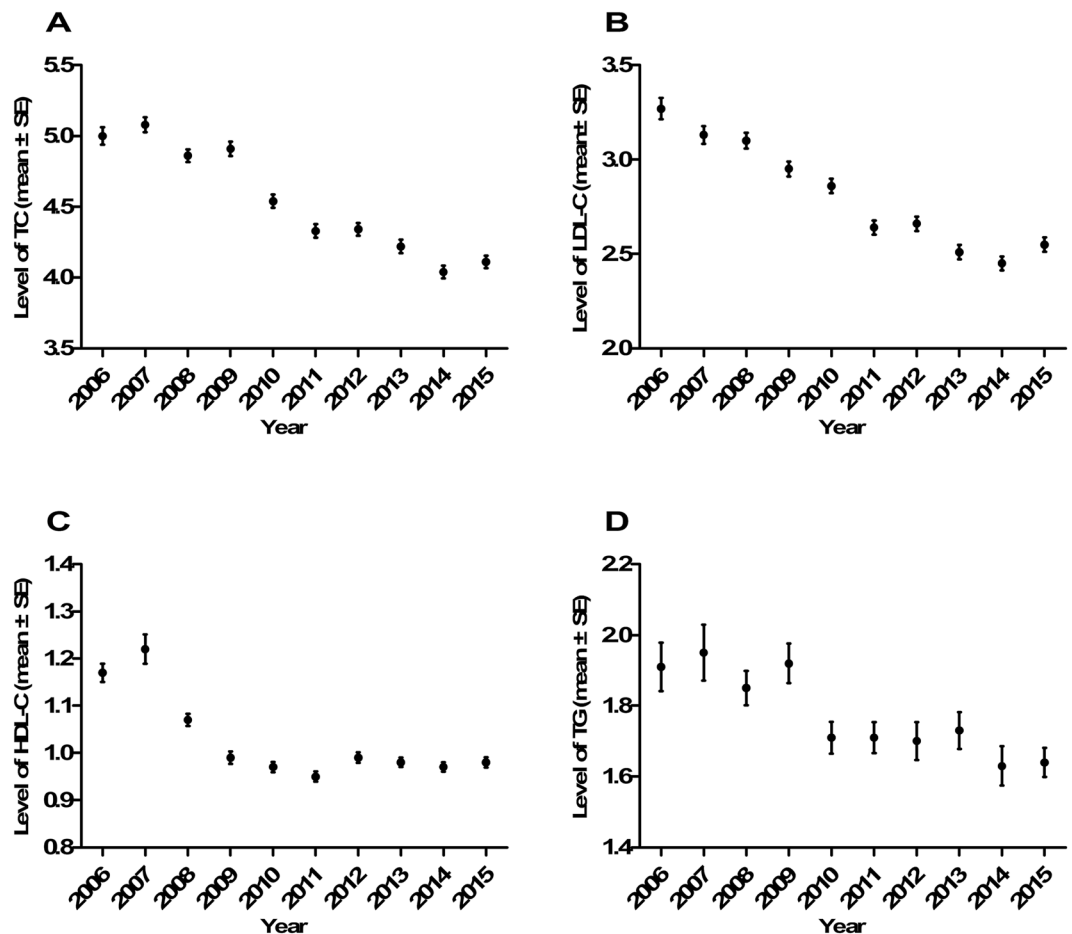 A
Level of TC (mean ± SE)
5.5
5.0
4.5
4.0
3.5
2006 2007 2008 2009 2010 2011 2012 2013 2014 2015
Year
B
Level of LDL-C (mean± SE)
3.5
3.0
2.5
2.0
2006 2007 2008 2009 2010 2011 2012 2013 2014 2015
Year
C
Level of HDL-C (mean ± SE)
1.4
1.3
1.2
1.1
1.0
0.9
0.8
2006 2007 2008 2009 2010 2011 2012 2013 2014 2015
Year
D
Level of TG (mean ± SE)
2.2
2.0
1.8
1.6
1.4
2006 2007 2008 2009 2010 2011 2012 2013 2014 2015
Year